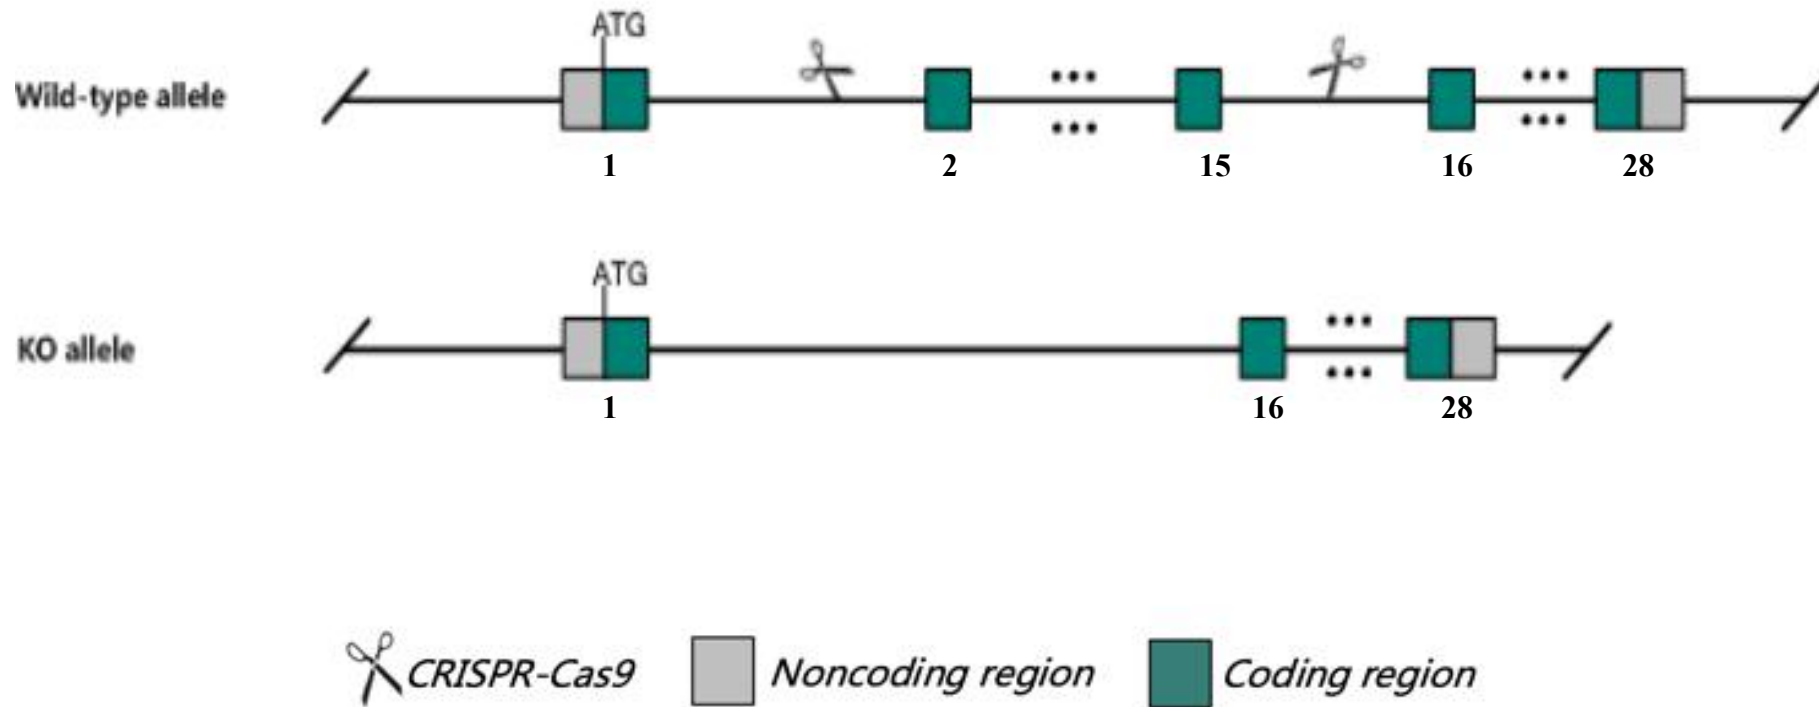 ATG
Wild-type allele
1 2 15 16 28
ATG
KO allele
1 16 28
CRISPR-Cas9 Noncoding region Coding region